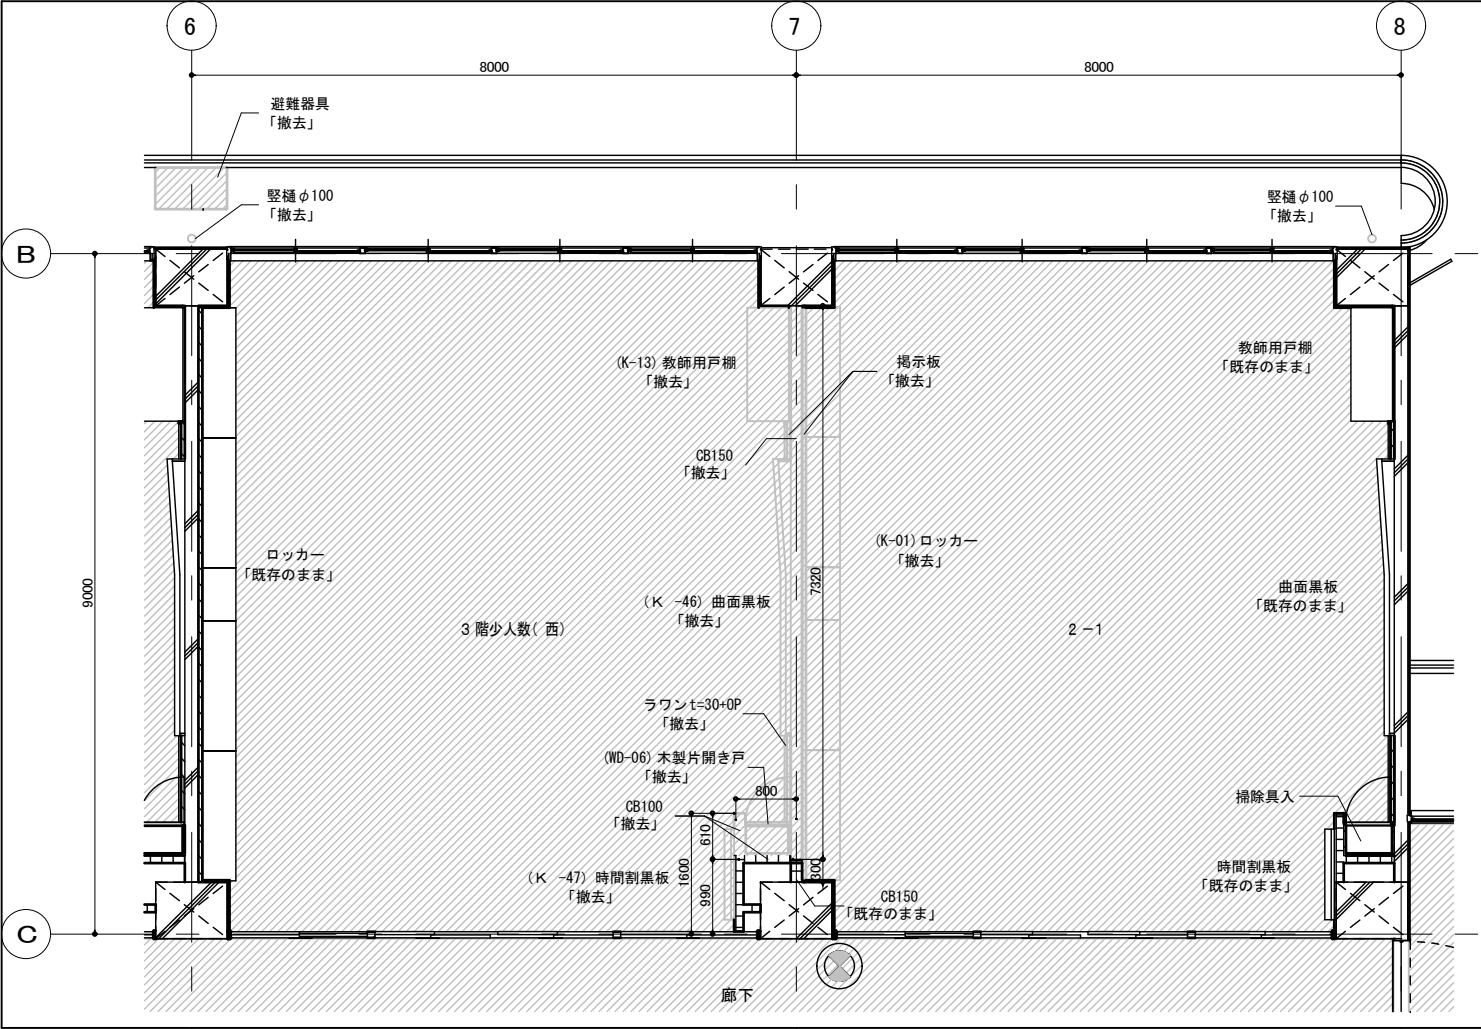 6
7
8
8000
8000
避難器具
「撤去」
竪樋φ100
「撤去」
竪樋φ100
「撤去」
B
(K-13)教師用戸棚
「撤去」
掲示板
「撤去」
教師用戸棚
「既存のまま」
CB150
「撤去」
ロッカー
「既存のまま」
(K-01)ロッカー
「撤去」
7320
9000
(K -46)曲面黒板
「撤去」
曲面黒板
「既存のまま」
3階少人数(西)
2-1
ラワンt=30+OP
「撤去」
(WD-06)木製片開き戸
「撤去」
800
CB100
「撤去」
掃除具入
610
1600
990
300
(K -47)時間割黒板
「撤去」
時間割黒板
「既存のまま」
CB150
「既存のまま」
C
廊下